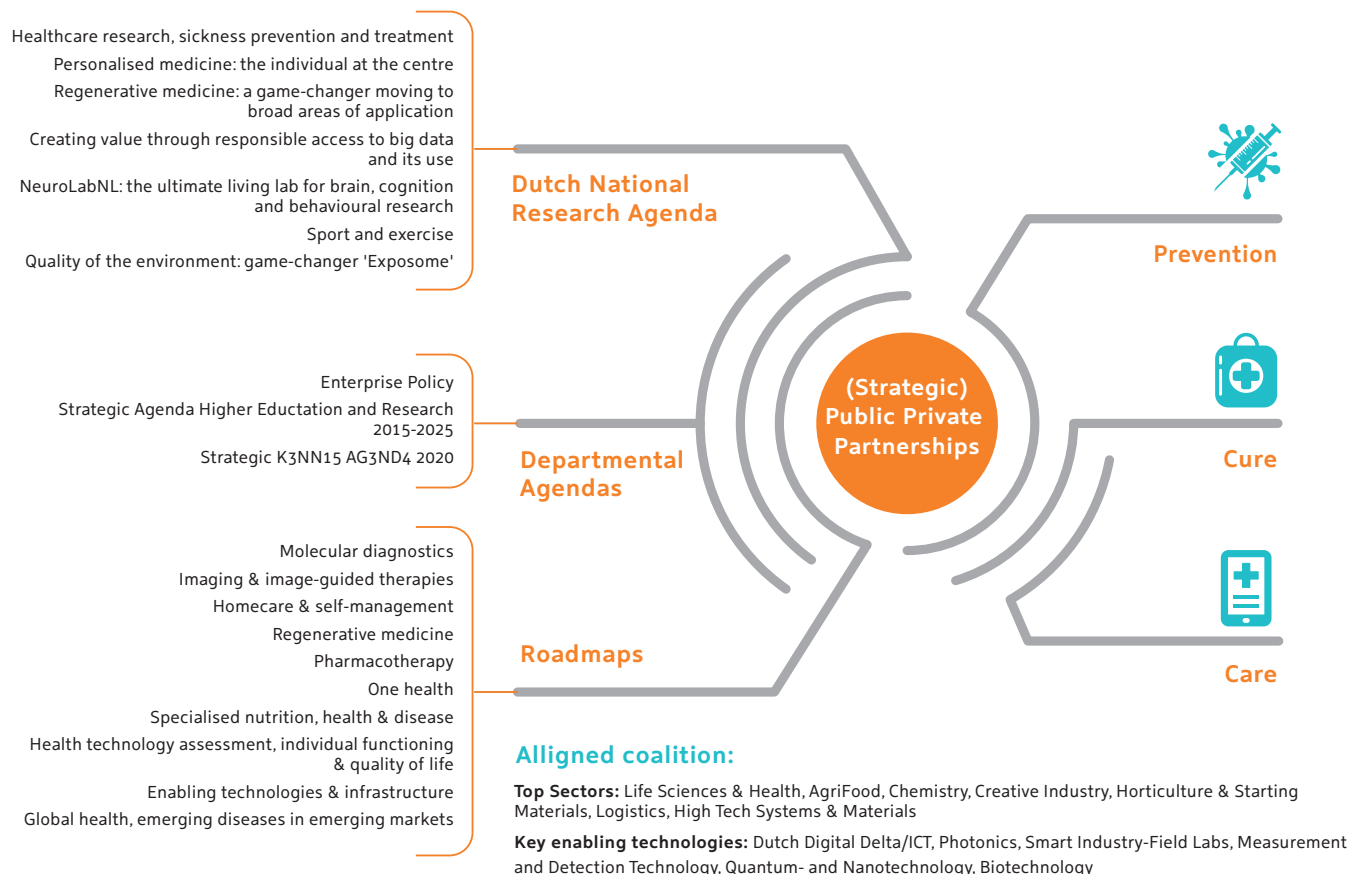 Healthcare research, sickness prevention and treatment
Personalised medicine: the individual at the centre
Regenerative medicine: a game-changer moving to
broad areas of application
Creating value through responsible access to big data
and its use
NeuroLabNL: the ultimate living lab for brain, cognition
and behavioural research
Sport and exercise
Quality of the environment: game-changer 'Exposome'
Dutch National
Research Agenda
Enterprise Policy
Strategic Agenda Higher Eductation and Research
2015-2025
Strategic K3NN15 AG3ND4 2020
Departmental
Agendas
Molecular diagnostics
Imaging & image-guided therapies
Homecare & self-management
Regenerative medicine
Pharmacotherapy
One health
Specialised nutrition, health & disease
Health technology assessment, individual functioning
& quality of life
Enabling technologies & infrastructure
Global health, emerging diseases in emerging markets
Roadmaps
(Strategic)
Public Private
Partnerships
Prevention
Cure
Care
Alligned coalition:
Top Sectors: Life Sciences & Health, AgriFood, Chemistry, Creative Industry, Horticulture & Starting
Materials, Logistics, High Tech Systems & Materials
Key enabling technologies: Dutch Digital Delta/ICT, Photonics, Smart Industry-Field Labs, Measurement
and Detection Technology, Quantum- and Nanotechnology, Biotechnology